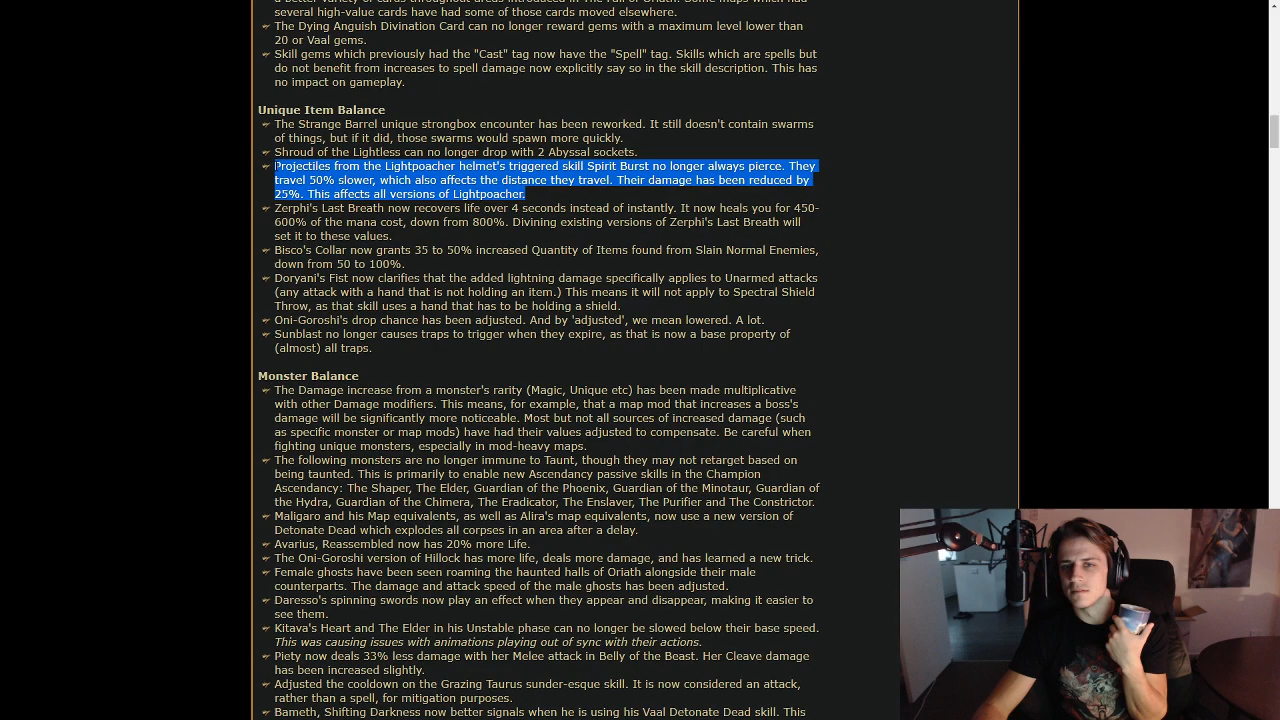 a better variety of cards throughout areas introduced in The Fall of Oriath. Some maps which had
several high-value cards have had some of those cards moved elsewhere.
The Dying Anguish Divination Card can no longer reward gems with a maximum level lower than
20 or Vaal gems.
Skill gems which previously had the "Cast" tag now have the "Spell" tag. Skills which are spells but
do not benefit from increases to spell damage now explicitly say so in the skill description. This has
no impact on gameplay.
Unique Item Balance
The Strange Barrel unique strongbox encounter has been reworked. It still doesn't contain swarms
of things, but if it did, those swarms would spawn more quickly.
Shroud of the Lightless can no longer drop with 2 Abyssal sockets.
Projectiles from the Lightpoacher helmet's triggered skill Spirit Burst no longer always pierce. They
travel 50% slower, which also affects the distance they travel. Their damage has been reduced by
25%. This affects all versions of Lightpoacher.
Zerphi's Last Breath now recovers life over 4 seconds instead of instantly. It now heals you for 450-
600% of the mana cost, down from 800%. Divining existing versions of Zerphi's Last Breath will
set it to these values.
Bisco's Collar now grants 35 to 50% increased Quantity of Items found from Slain Normal Enemies,
down from 50 to 100%.
Doryani's Fist now clarifies that the added lightning damage specifically applies to Unarmed attacks
(any attack with a hand that is not holding an item.) This means it will not apply to Spectral Shield
Throw, as that skill uses a hand that has to be holding a shield.
Oni-Goroshi's drop chance has been adjusted. And by 'adjusted', we mean lowered. A lot.
Sunblast no longer causes traps to trigger when they expire, as that is now a base property of
(almost) all traps.
Monster Balance
The Damage increase from a monster's rarity (Magic, Unique etc) has been made multiplicative
with other Damage modifiers. This means, for example, that a map mod that increases a boss's
damage will be significantly more noticeable. Most but not all sources of increased damage (such
as specific monster or map mods) have had their values adjusted to compensate. Be careful when
fighting unique monsters, especially in mod-heavy maps.
The following monsters are no longer immune to Taunt, though they may not retarget based on
being taunted. This is primarily to enable new Ascendancy passive skills in the Champion
Ascendancy: The Shaper, The Elder, Guardian of the Phoenix, Guardian of the Minotaur, Guardian of
the Hydra, Guardian of the Chimera, The Eradicator, The Enslaver, The Purifier and The Constrictor.
Maligaro and his Map equivalents, as well as Alira's map equivalents, now use a new version of
Detonate Dead which explodes all corpses in an area after a delay.
Avarius, Reassembled now has 20% more Life.
The Oni-Goroshi version of Hillock has more life, deals more damage, and has learned a new trick.
Female ghosts have been seen roaming the haunted halls of Oriath alongside their male
counterparts. The damage and attack speed of the male ghosts has been adjusted.
Daresso's spinning swords now play an effect when they appear and disappear, making it easier to
see them.
Kitava's Heart and The Elder in his Unstable phase can no longer be slowed below their base speed.
This was causing issues with animations playing out of sync with their actions.
Piety now deals 33% less damage with her Melee attack in Belly of the Beast. Her Cleave damage
has been increased slightly.
Adjusted the cooldown on the Grazing Taurus sunder-esque skill. It is now considered an attack,
rather than a spell, for mitigation purposes.
Bameth, Shifting Darkness now better signals when he is using his Vaal Detonate Dead skill. This